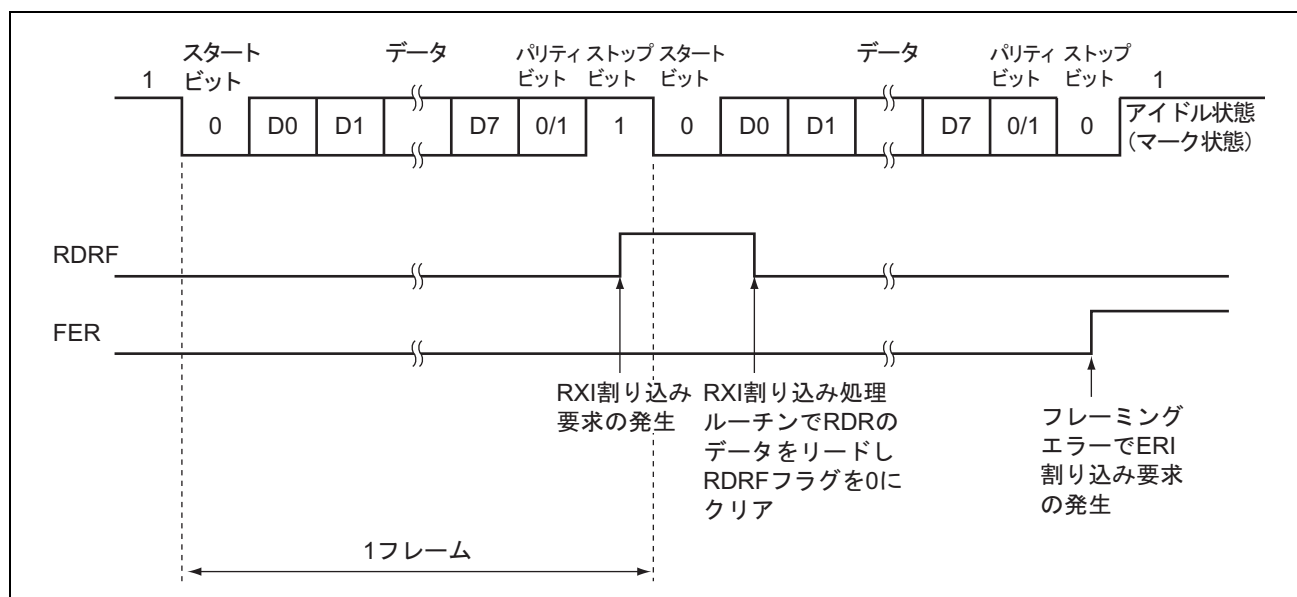 スタート
ビット
データ
パリティ
ビット
ストップ
ビット
スタート
ビット
データ
パリティ
ビット
ストップ
ビット
1
1
0
D0
D1
D7
0/1
1
0
D0
D1
D7
0/1
0
アイドル状態
(マーク状態)
RDRF
FER
RXI割り込み
要求の発生
RXI割り込み処理
ルーチンでRDRの
データをリードし
RDRFフラグを0に
クリア
フレーミング
エラーでERI
割り込み要求
の発生
1フレーム